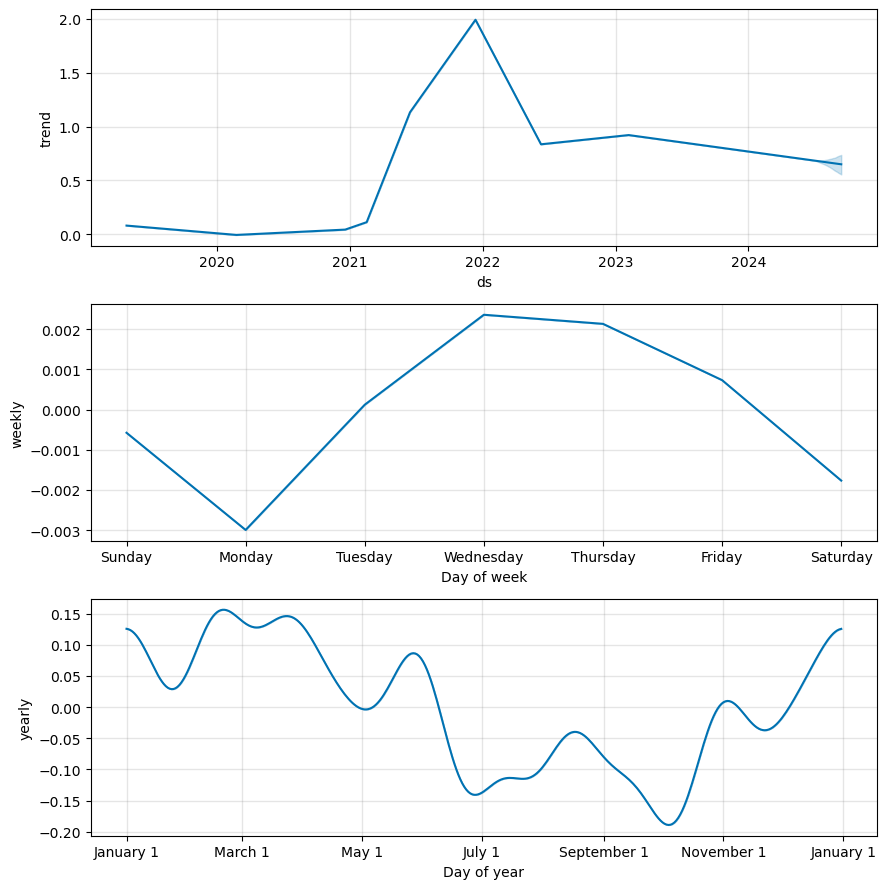 2.0
1.5
1.0
0.5
0.0
trend
2020 2021 2022 2023 2024
ds
0.002
0.001
0.000
−0.001
−0.002
−0.003
weekly
Sunday Monday Tuesday Wednesday Thursday Friday Saturday
Day of week
0.15
0.10
0.05
0.00
−0.05
−0.10
−0.15
−0.20
yearly
January 1 March 1 May 1 July 1 September 1 November 1 January 1
Day of year